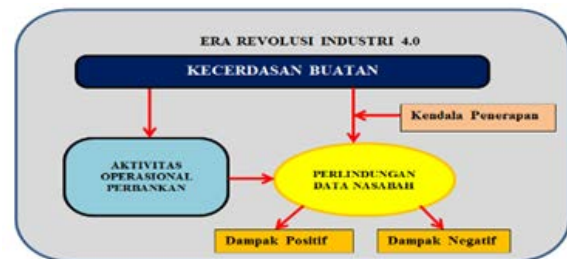 ERA REVOLUSI INDUSTRI 4.0
KECERDASAN BUATAN
Kendala Penerapan
AKTIVITAS
OPERASIONAL
PERBANKAN
PERLINDUNGAN
DATA NASABAH
Dampak Positif
Dampak Negatif